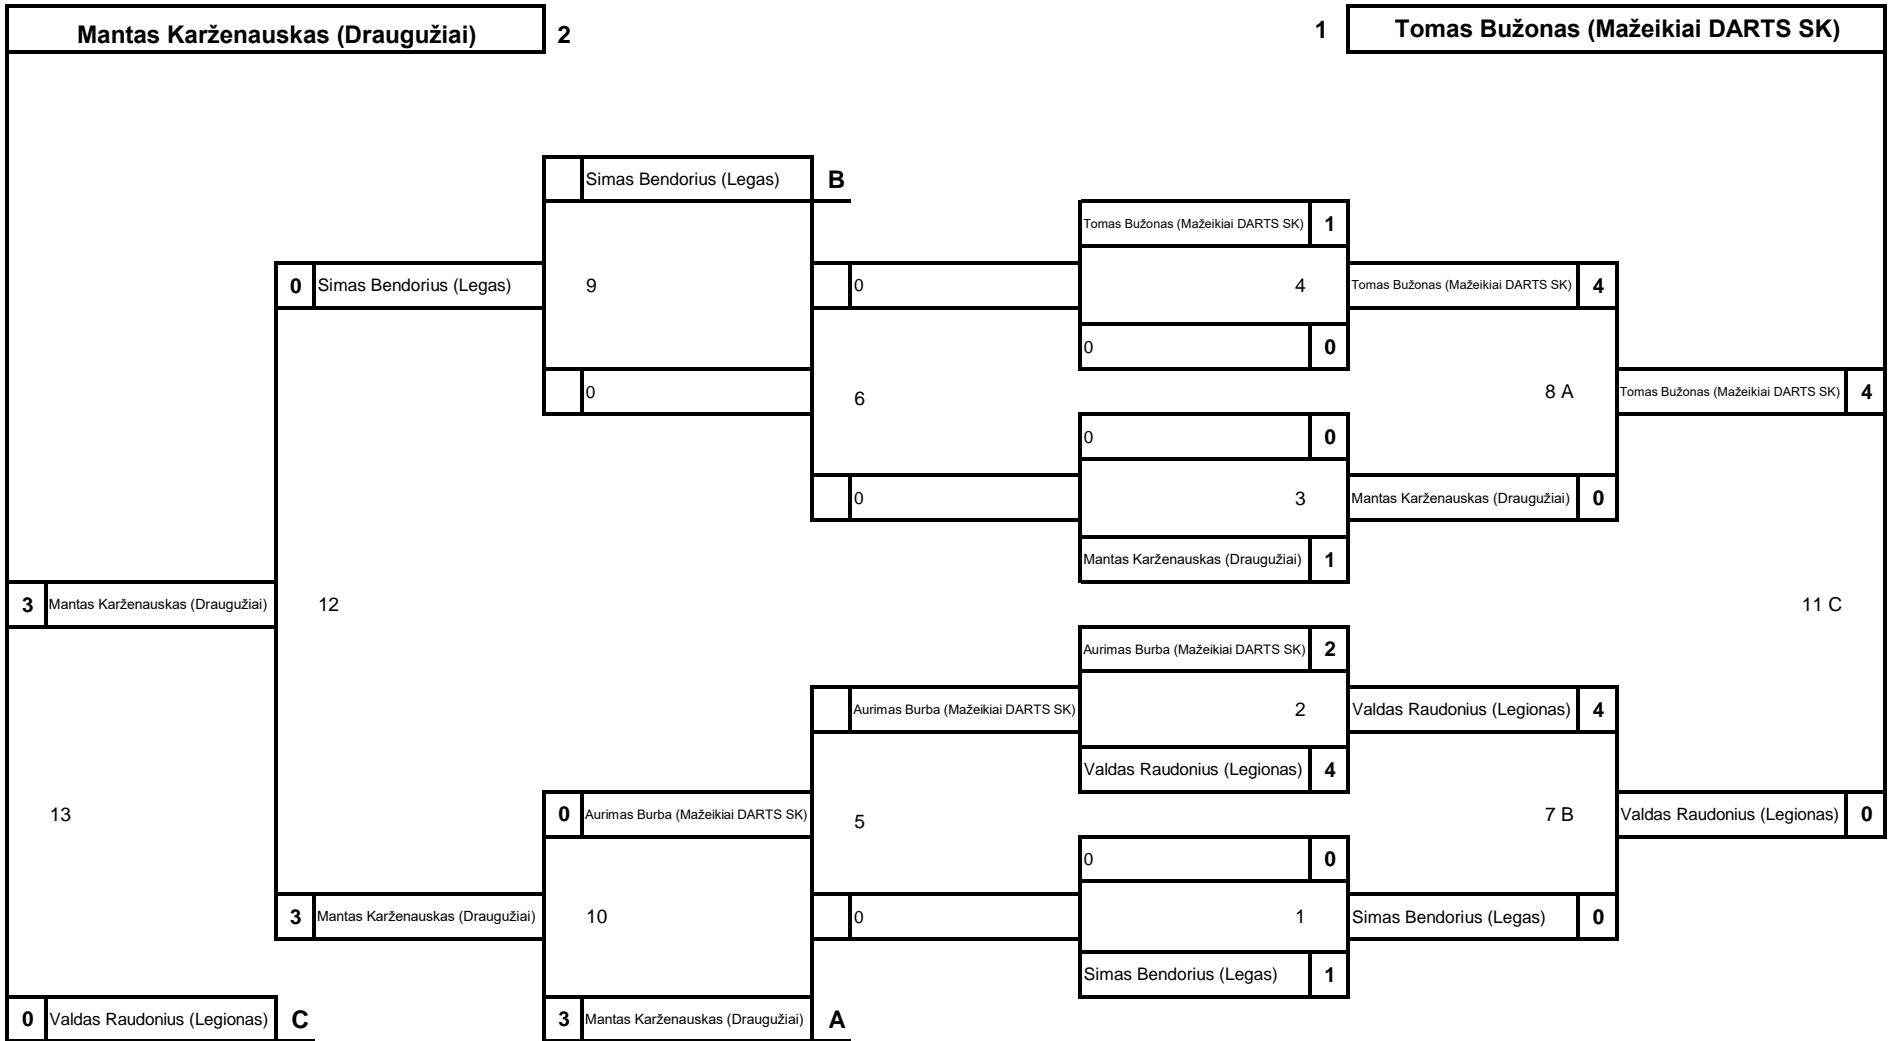 Mantas Karženauskas (Draugužiai) 2 1 Tomas Bužonas (Mažeikiai DARTS SK)
Simas Bendorius (Legas) B
Tomas Bužonas (Mažeikiai DARTS SK) 1
0 Simas Bendorius (Legas) 9 0 4 Tomas Bužonas (Mažeikiai DARTS SK) 4
0 0
0 6 8 A Tomas Bužonas (Mažeikiai DARTS SK) 4
0 0
0 3 Mantas Karženauskas (Draugužiai) 0
Mantas Karženauskas (Draugužiai) 1
3 Mantas Karženauskas (Draugužiai) 12 11 C
Aurimas Burba (Mažeikiai DARTS SK) 2
Aurimas Burba (Mažeikiai DARTS SK) 2 Valdas Raudonius (Legionas) 4
Valdas Raudonius (Legionas) 4
13 0 Aurimas Burba (Mažeikiai DARTS SK) 5 7 B Valdas Raudonius (Legionas) 0
0 0
3 Mantas Karženauskas (Draugužiai) 10 0 1 Simas Bendorius (Legas) 0
Simas Bendorius (Legas) 1
0 Valdas Raudonius (Legionas) C 3 Mantas Karženauskas (Draugužiai) A